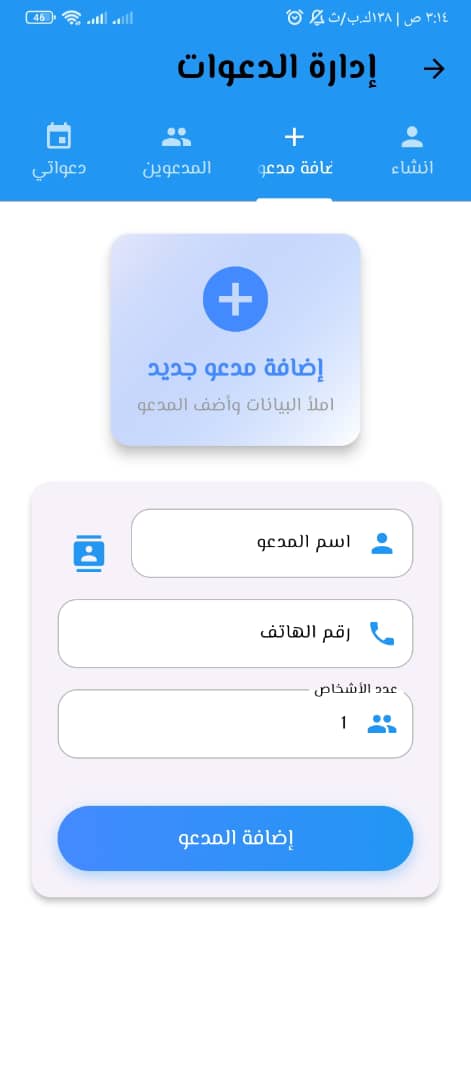 ٣:١٤ ص | ١٣٨ك.ب/ث
46
إدارة الدعوات
انشاء
ضافة مدعو
المدعوين
دعواتي
إضافة مدعو جديد
املأ البيانات وأضف المدعو
اسم المدعو
رقم الهاتف
عدد الأشخاص
1
إضافة المدعو